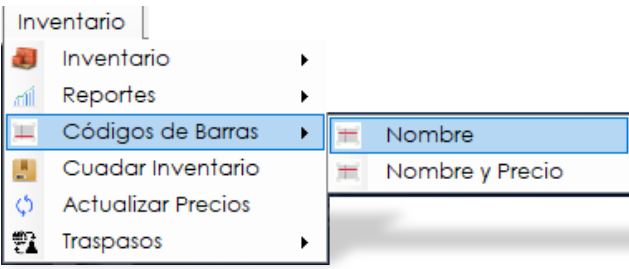 Inventario
Inventario
Reportes
Códigos de Barras
Nombre
Cuadar Inventario
Nombre y Precio
Actualizar Precios
Traspasos